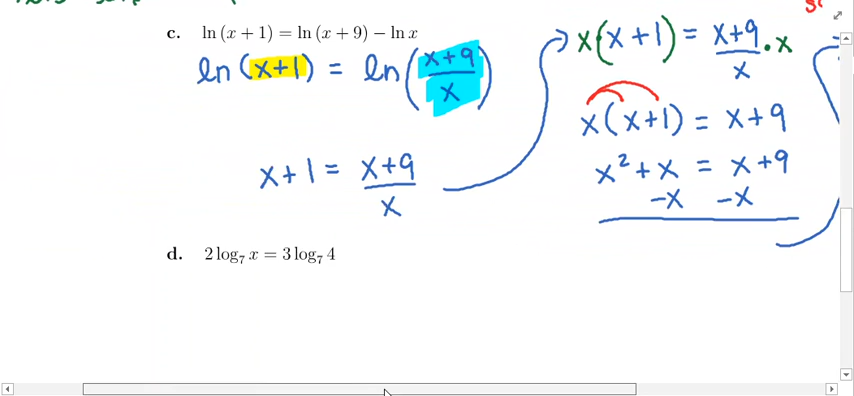 c. ln (x + 1) = ln (x + 9) − ln x
ln (x+1) = ln (x+9 / x)
x+1 = x+9 / x
x(x+1) = x+9 / x · x
x(x+1) = x+9
x² + x = x+9
-x -x
d. 2 log₇ x = 3 log₇ 4